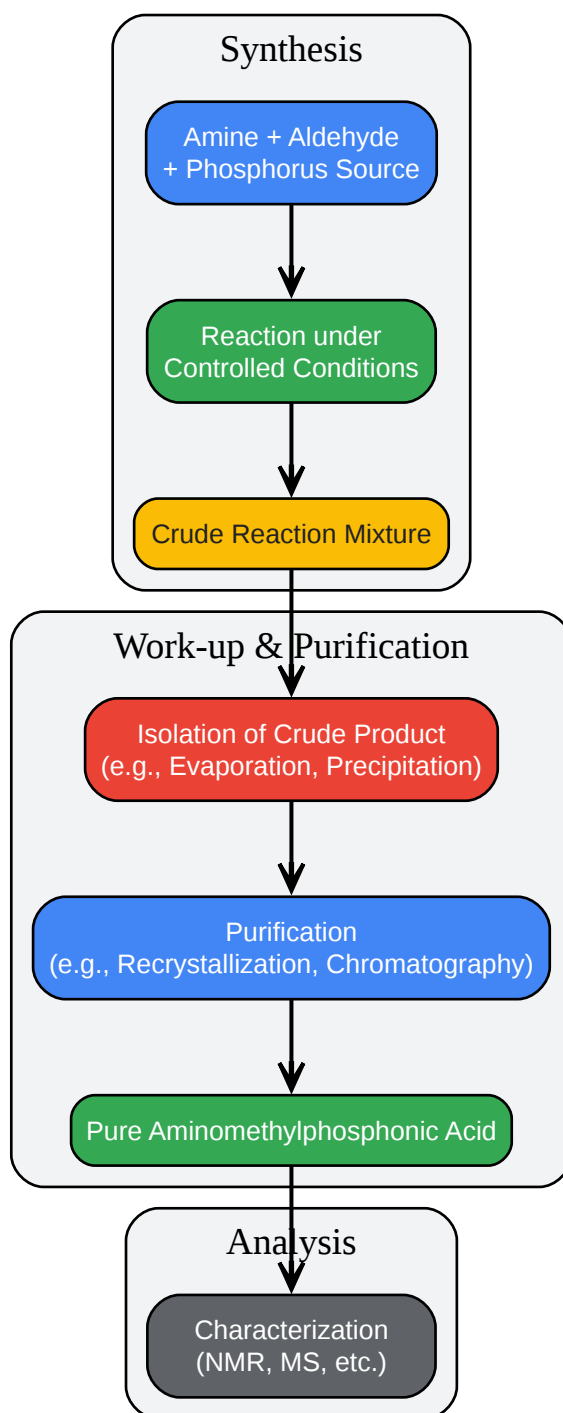 Synthesis
Amine + Aldehyde
+ Phosphorus Source
Reaction under
Controlled Conditions
Crude Reaction Mixture
Work-up & Purification
Isolation of Crude Product
(e.g., Evaporation, Precipitation)
Purification
(e.g., Recrystallization, Chromatography)
Pure Aminomethylphosphonic Acid
Analysis
Characterization
(NMR, MS, etc.)